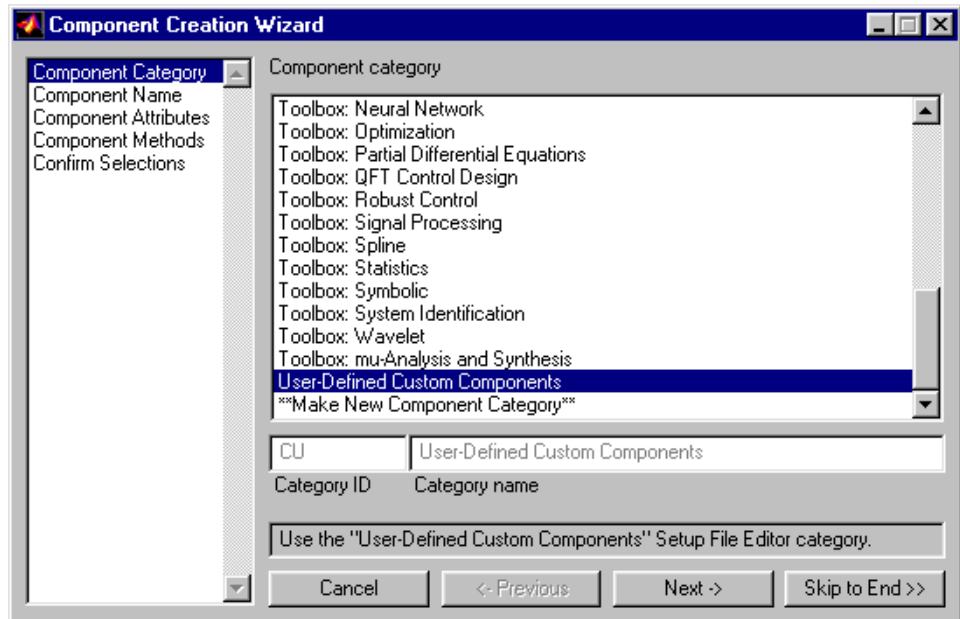 Component Creation Wizard
Component Category
Component Name
Component Attributes
Component Methods
Confirm Selections
Component category
Toolbox: Neural Network
Toolbox: Optimization
Toolbox: Partial Differential Equations
Toolbox: QFT Control Design
Toolbox: Robust Control
Toolbox: Signal Processing
Toolbox: Spline
Toolbox: Statistics
Toolbox: Symbolic
Toolbox: System Identification
Toolbox: Wavelet
Toolbox: mu-Analysis and Synthesis
User-Defined Custom Components
**Make New Component Category**
CU User-Defined Custom Components
Category ID Category name
Use the "User-Defined Custom Components" Setup File Editor category.
Cancel <- Previous Next -> Skip to End >>